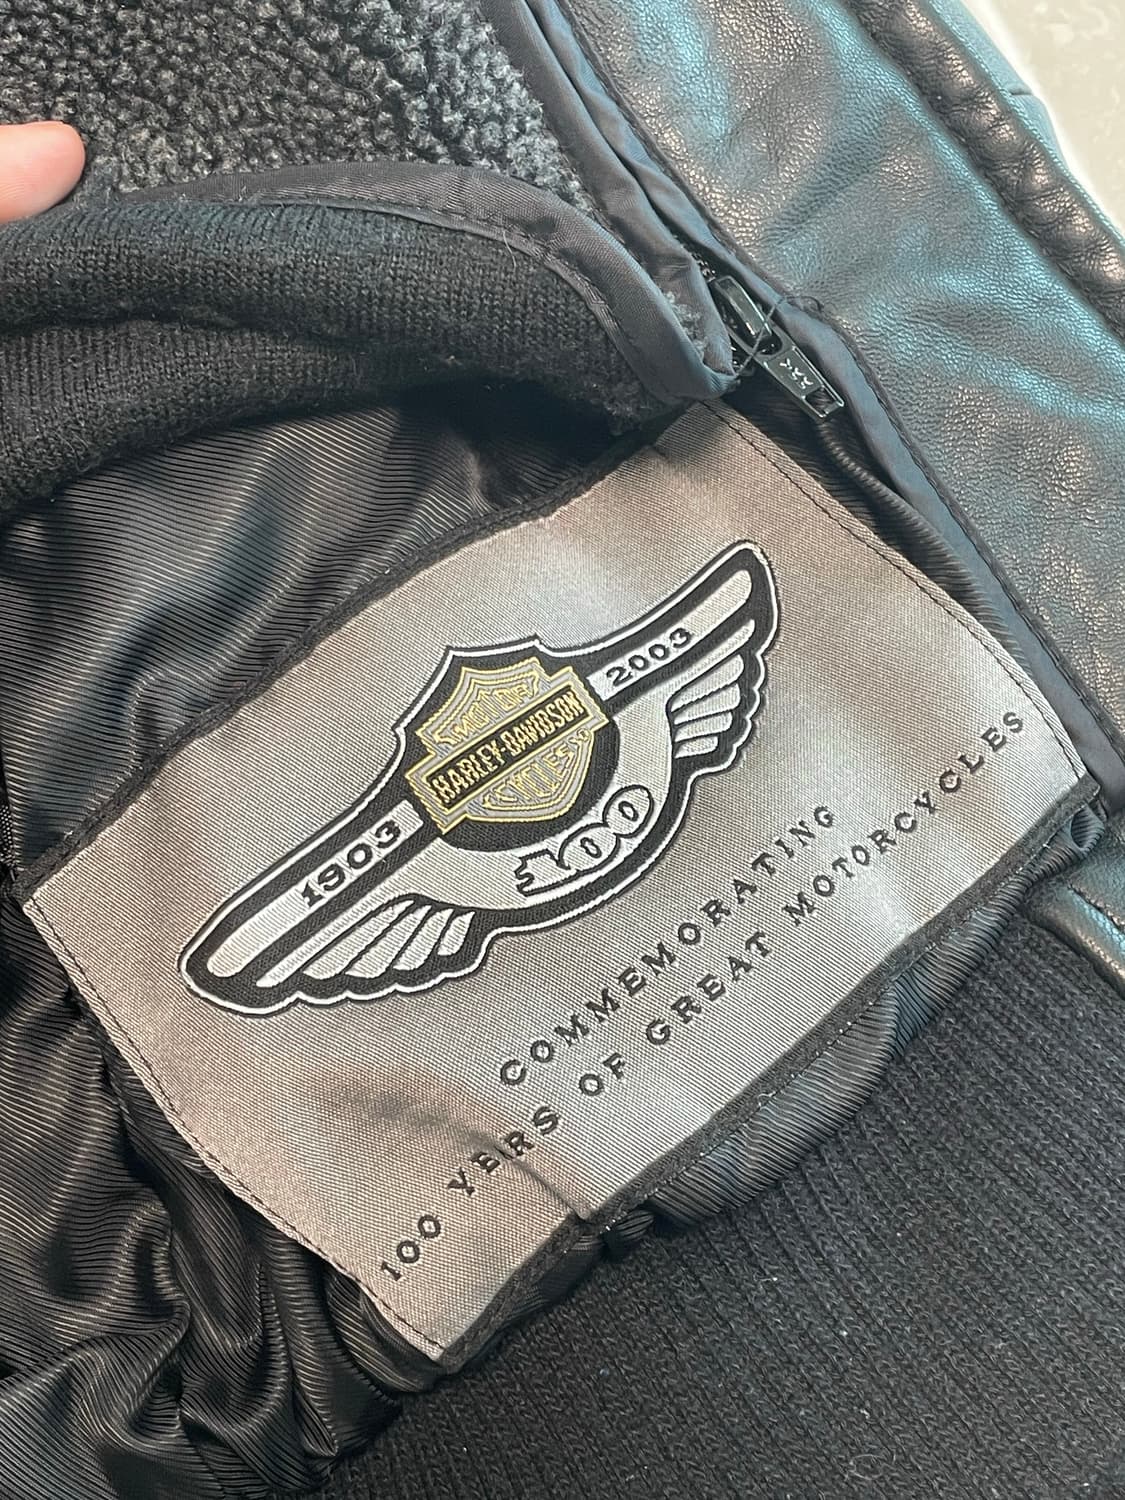 1903
2003
MOTOR
HARLEY-DAVIDSON
CYCLES
100
COMMEMORATING
100 YEARS OF GREAT MOTORCYCLES